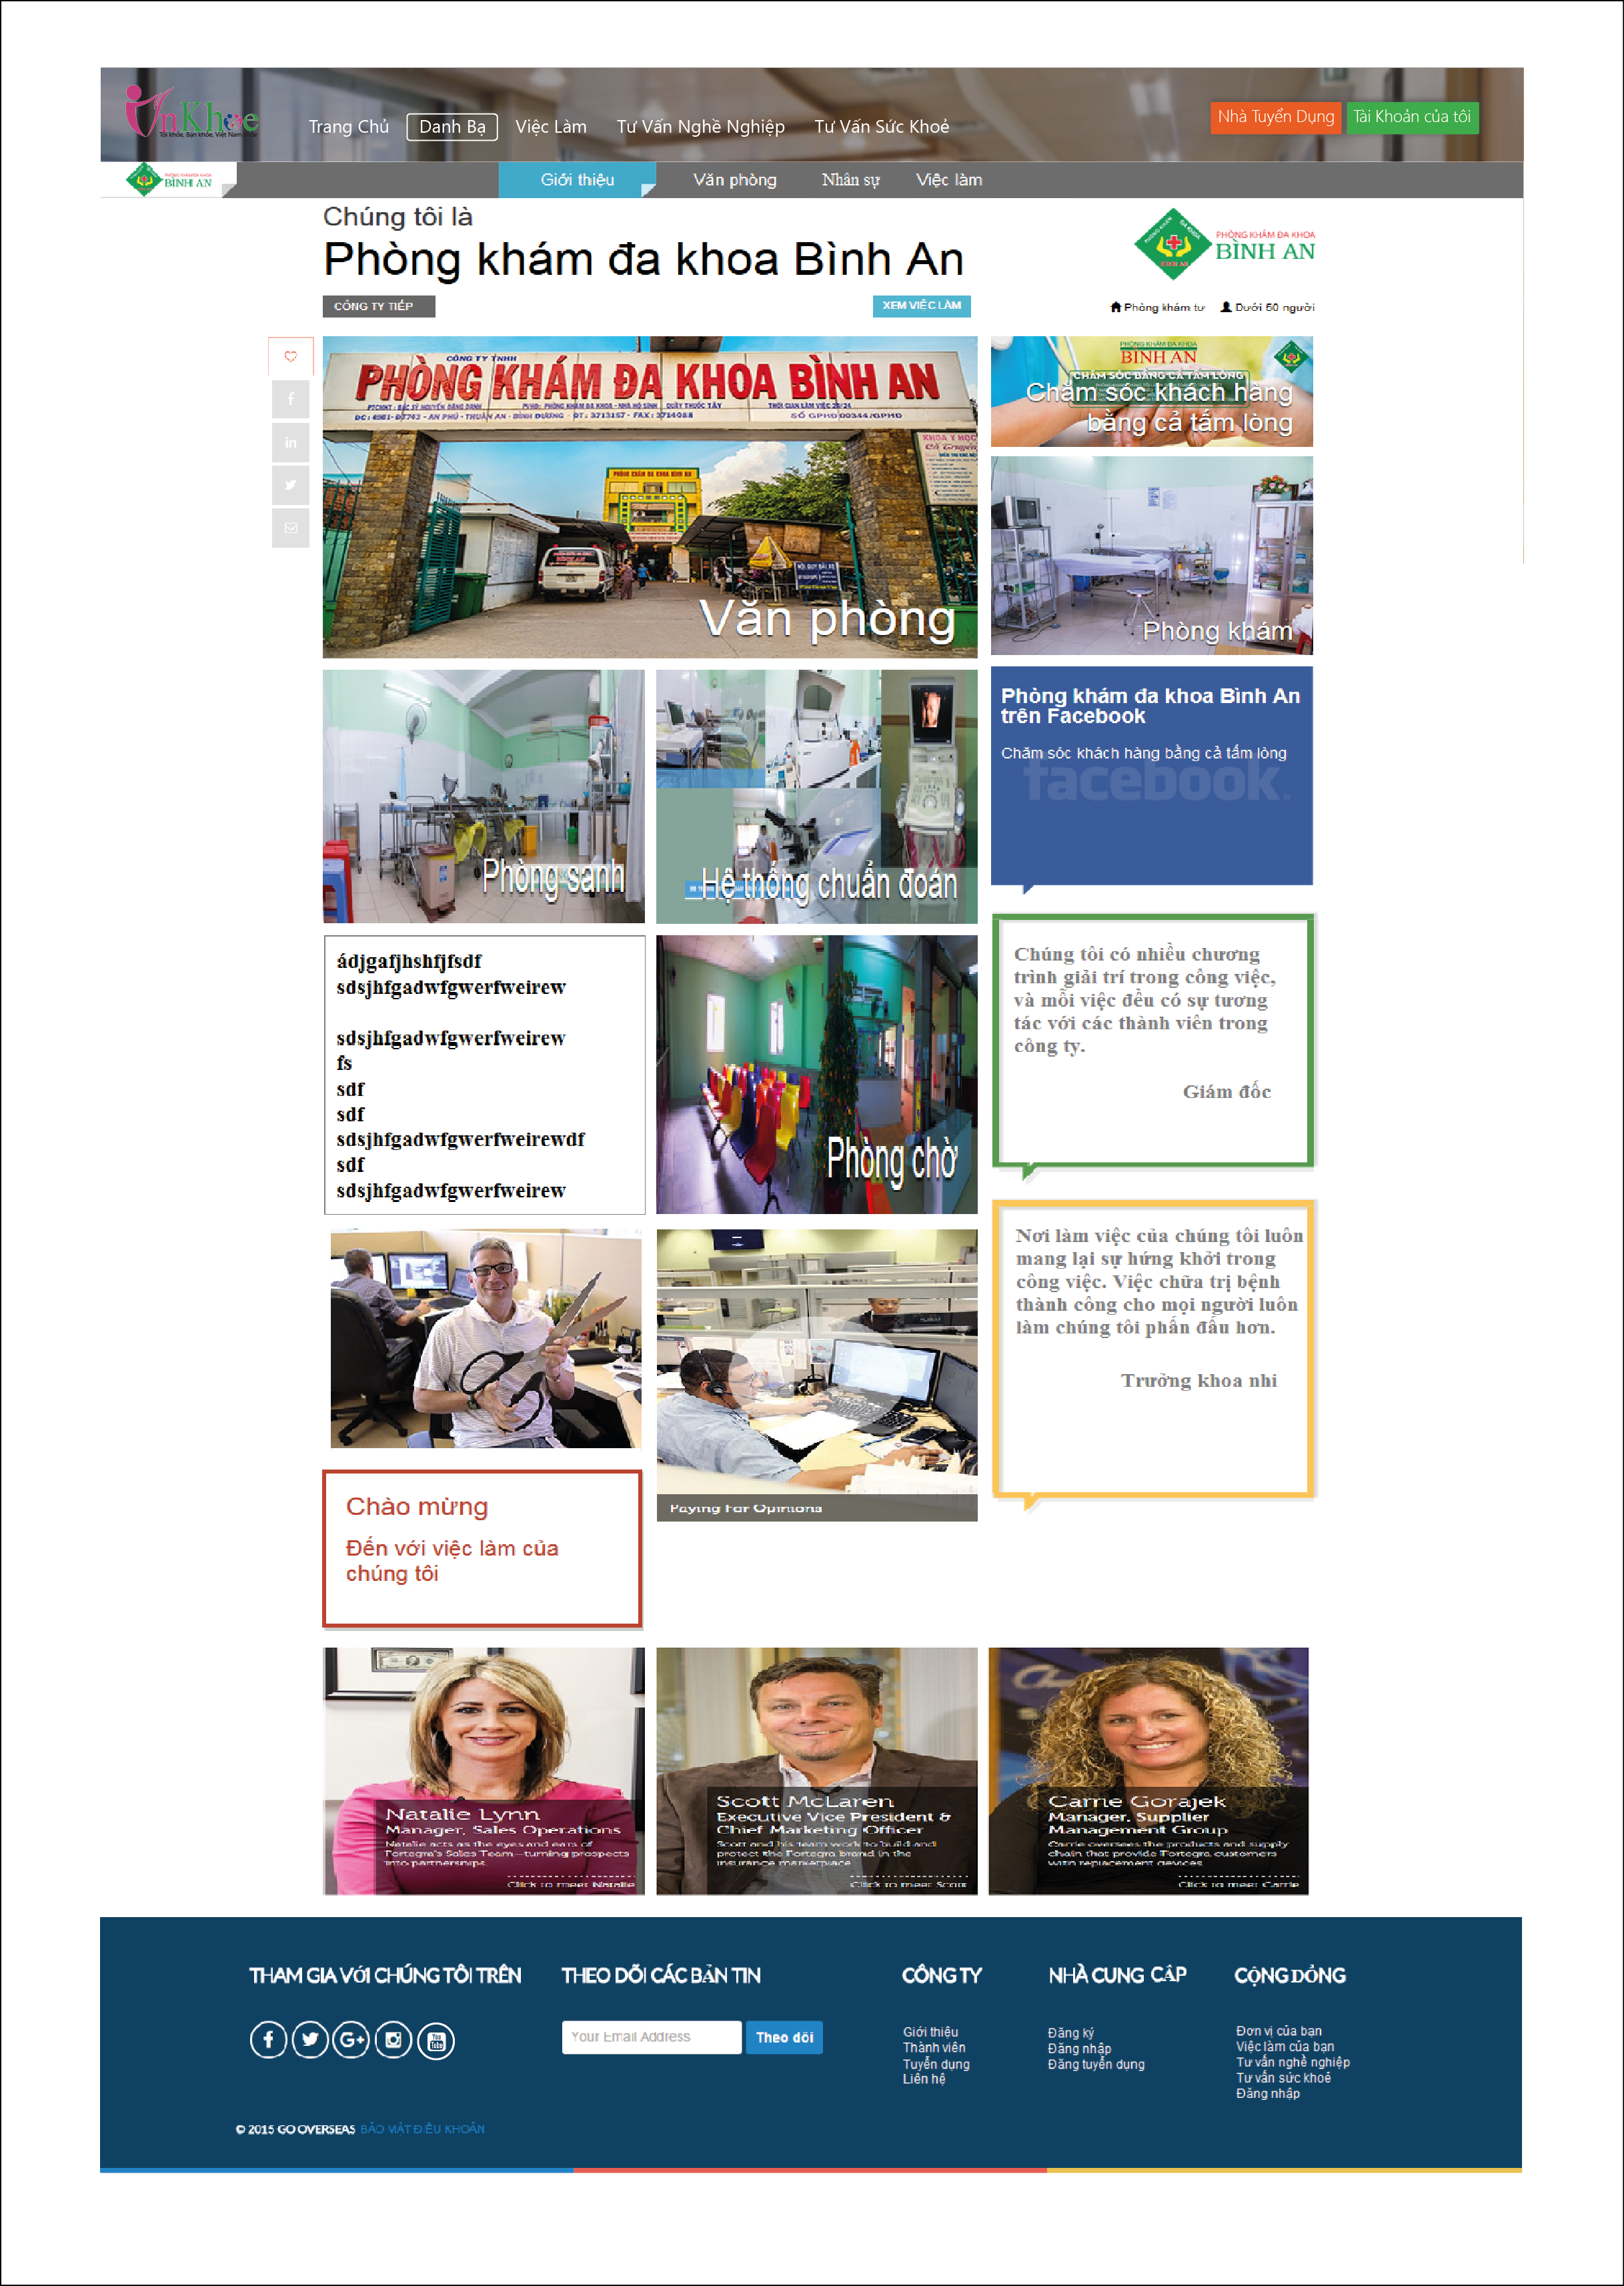 VnKhoe
Tôi khỏe, Bạn khỏe, Việt Nam
Trang Chủ
Danh Bạ
Việc Làm
Tư Vấn Nghề Nghiệp
Tư Vấn Sức Khoẻ
Nhà Tuyển Dụng
Tài Khoản của tôi
PHÒNG KHÁM ĐA KHOA
BÌNH AN
Giới thiệu
Văn phòng
Nhân sự
Việc làm
Chúng tôi là
Phòng khám đa khoa Bình An
CÔNG TY TIẾP
XEM VIỆC LÀM
PHÒNG KHÁM ĐA KHOA
BÌNH AN
Phòng khám tư
Dưới 50 người
CÔNG TY TNHH
PHÒNG KHÁM ĐA KHOA BÌNH AN
PHÒNG KHÁM ĐA KHOA BÌNH AN
Văn phòng
PHÒNG KHÁM ĐA KHOA
BÌNH AN
CHĂM SÓC BẰNG CẢ TẤM LÒNG
Chăm sóc khách hàng
bằng cả tấm lòng
Phòng khám
Phòng sanh
Hệ thống chuẩn đoán
Phòng khám đa khoa Bình An
trên Facebook
Chăm sóc khách hàng bằng cả tấm lòng
facebook
ádjgafjhshfjfsdf
sdsjhfgadwfgwerfweirew
sdsjhfgadwfgwerfweirew
fs
sdf
sdf
sdsjhfgadwfgwerfweirewdf
sdf
sdsjhfgadwfgwerfweirew
Phòng chờ
Chúng tôi có nhiều chương
trình giải trí trong công việc,
và mỗi việc đều có sự tương
tác với các thành viên trong
công ty.
Giám đốc
Nơi làm việc của chúng tôi luôn
mang lại sự hứng khởi trong
công việc. Việc chữa trị bệnh
thành công cho mọi người luôn
làm chúng tôi phấn đấu hơn.
Trưởng khoa nhi
Paying For Opinions
Chào mừng
Đến với việc làm của
chúng tôi
Natalie Lynn
Manager, Sales Operations
Natalie acts as the eyes and ears of
Fortegra's Sales Team—turning prospects
into partnerships.
Click to meet Natalie
Scott McLaren
Executive Vice President &
Chief Marketing Officer
Scott and his team work to build and
protect the Fortegra brand in the
insurance marketplace.
Click to meet Scott
Carrie Gorajek
Manager, Supplier
Management Group
Carrie oversees the products and supply
chain that provide Fortegra customers
with replacement devices.
Click to meet Carrie
THAM GIA VỚI CHÚNG TÔI TRÊN
THEO DÕI CÁC BẢN TIN
Your Email Address
Theo dõi
CÔNG TY
Giới thiệu
Thành viên
Tuyển dụng
Liên hệ
NHÀ CUNG CẤP
Đăng ký
Đăng nhập
Đăng tuyển dụng
CỘNG ĐỒNG
Đơn vị của bạn
Việc làm của bạn
Tư vấn nghề nghiệp
Tư vấn sức khoẻ
Đăng nhập
© 2015 GO OVERSEAS BẢO MẬT ĐIỀU KHOẢN